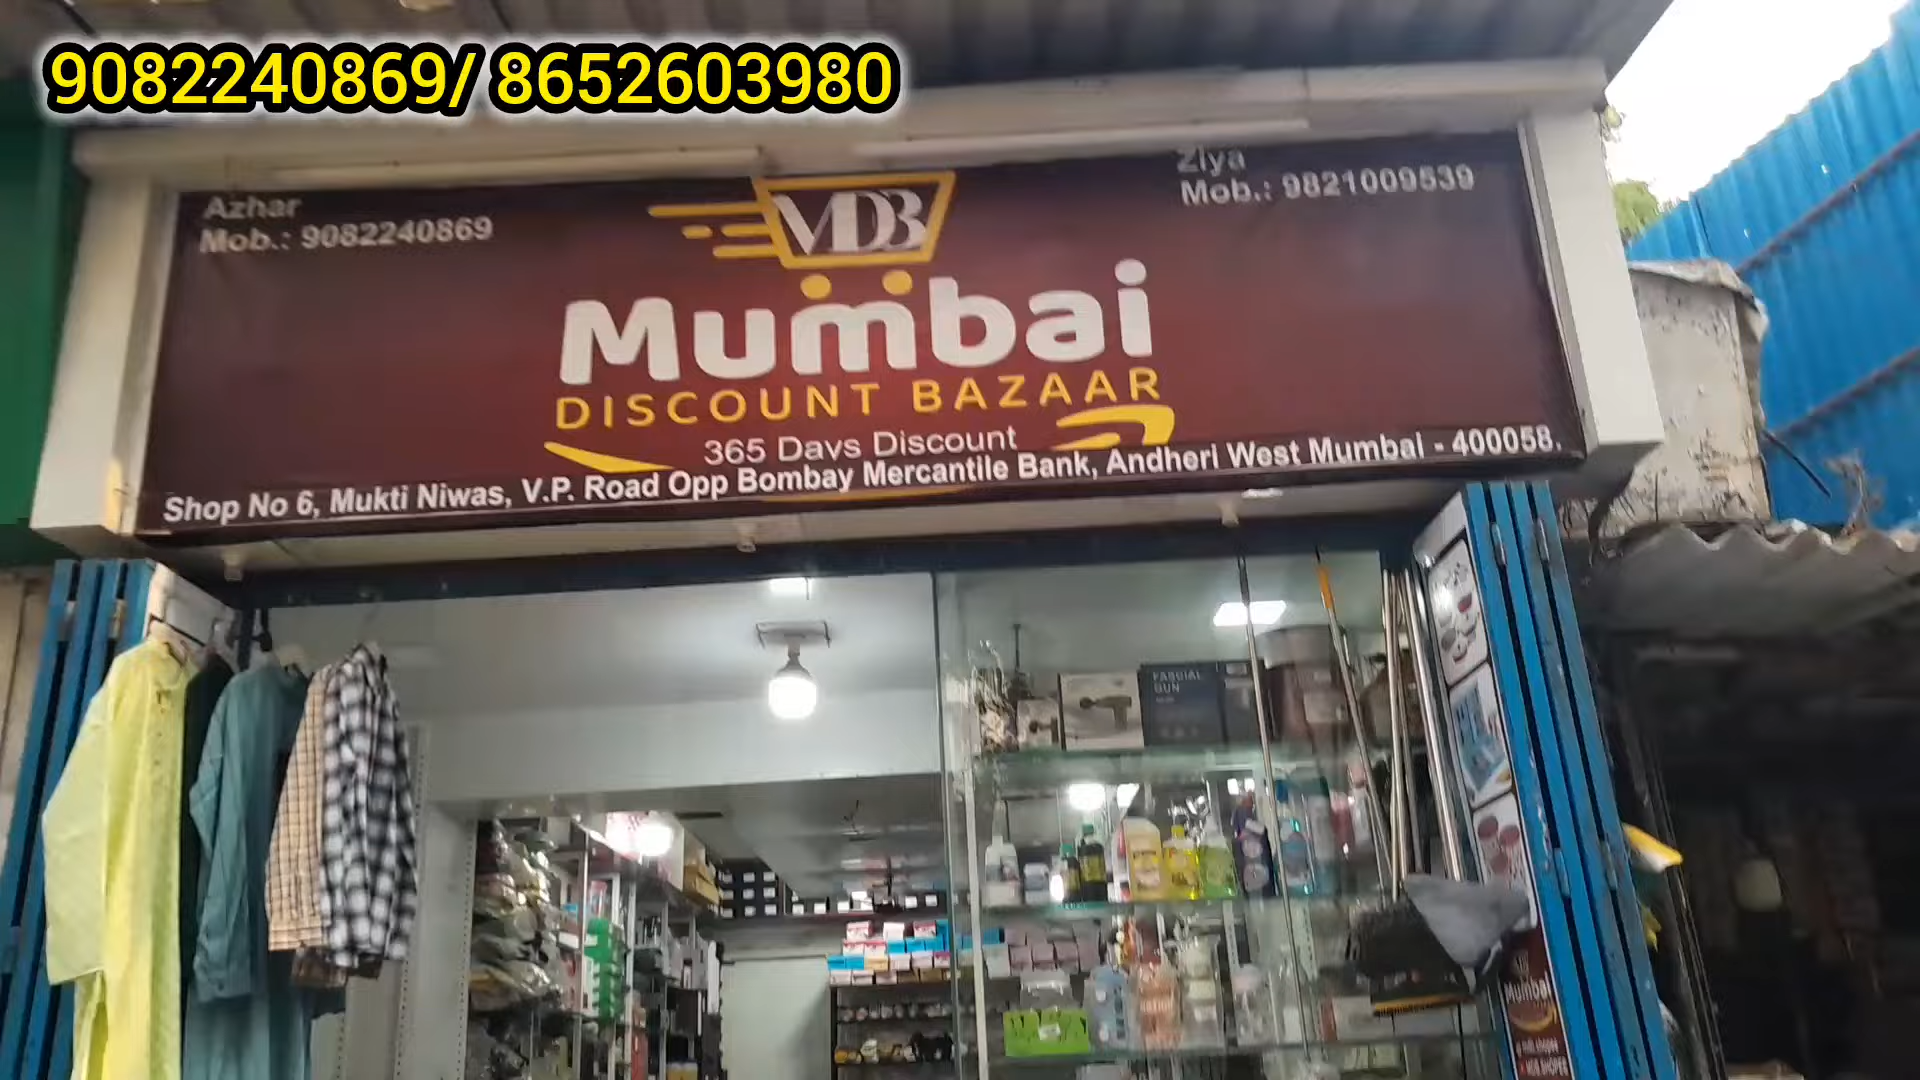 9082240869/ 8652603980
Azhar
Mob.: 9082240869
Ziya
Mob.: 9821009539
MDB
Mumbai
DISCOUNT BAZAAR
365 Days Discount
Shop No 6, Mukti Niwas, V.P. Road Opp Bombay Mercantile Bank, Andheri West Mumbai - 400058.
FASCIAL
GUN
Mumbai